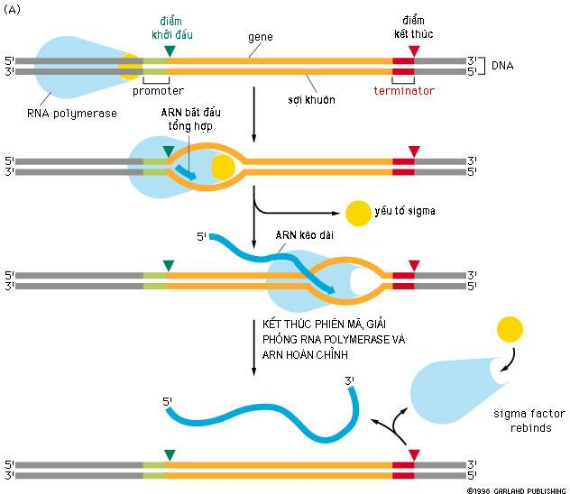 (A)
điểm
khởi đầu
gene
điểm
kết thúc
5'
3'
3'
5'
DNA
promoter
sợi khuôn
terminator
RNA polymerase
ARN bắt đầu
tổng hợp
5'
3'
3'
5'
yếu tố sigma
5'
ARN kéo dài
5'
3'
3'
5'
KẾT THÚC PHIÊN MÃ, GIẢI
PHÓNG RNA POLYMERASE VÀ
ARN HOÀN CHỈNH
5'
3'
sigma factor
rebinds
5'
3'
3'
5'
©1998 GARLAND PUBLISHING